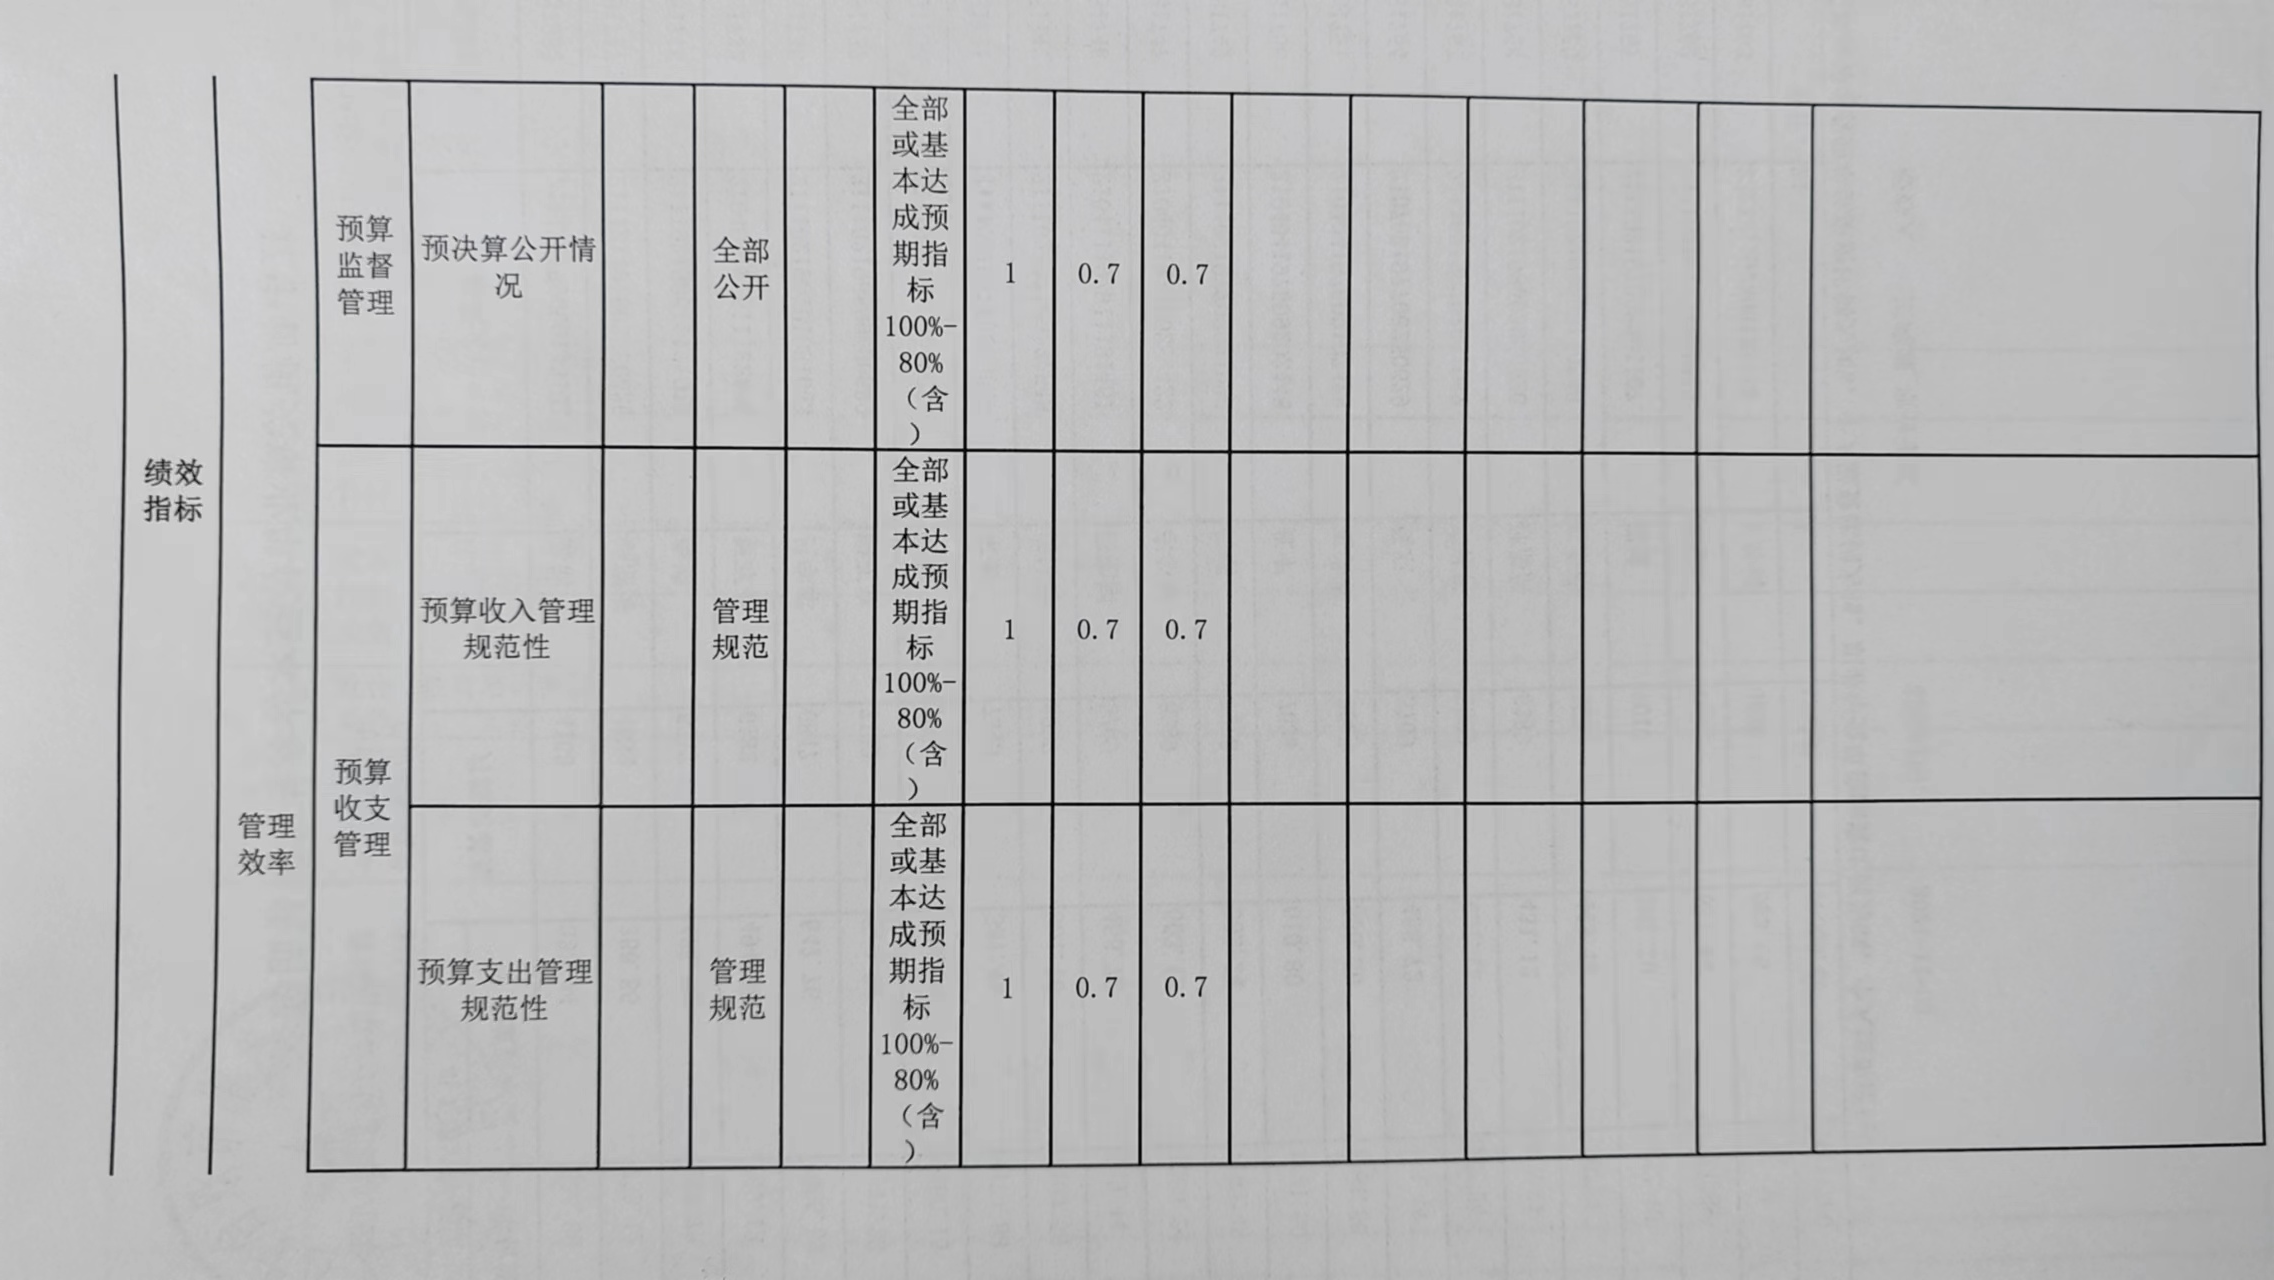 绩效
指标
管理
效率
预算
监督
管理
预决算公开情
况
全部
公开
全部
或基
本达
成预
期指
标
100%-
80%
（含
）
1
0.7
0.7
预算
收支
管理
预算收入管理
规范性
管理
规范
全部
或基
本达
成预
期指
标
100%-
80%
（含
）
1
0.7
0.7
预算支出管理
规范性
管理
规范
全部
或基
本达
成预
期指
标
100%-
80%
（含
）
1
0.7
0.7